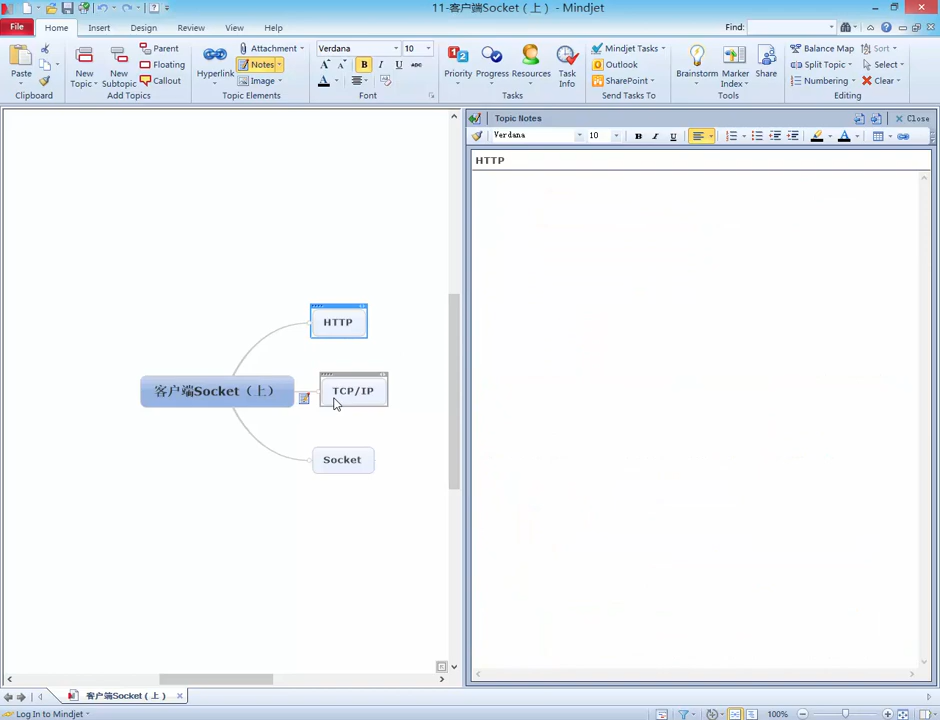 11-客户端Socket（上） - Mindjet
File Home Insert Design Review View Help Find:
Paste
Clipboard
New Topic
New Subtopic
Parent
Floating
Callout
Add Topics
Hyperlink
Attachment
Notes
Image
Topic Elements
Verdana 10
B I U ABC
A
Font
Priority
Progress
Resources
Task Info
Tasks
Mindjet Tasks
Outlook
SharePoint
Send Tasks To
Brainstorm
Marker Index
Share
Tools
Balance Map
Split Topic
Numbering
Sort
Select
Clear
Editing
Topic Notes Close
Verdana 10 B I U A
HTTP
HTTP
客户端Socket（上）
TCP/IP
Socket
客户端Socket（上）
Log In to Mindjet 100%